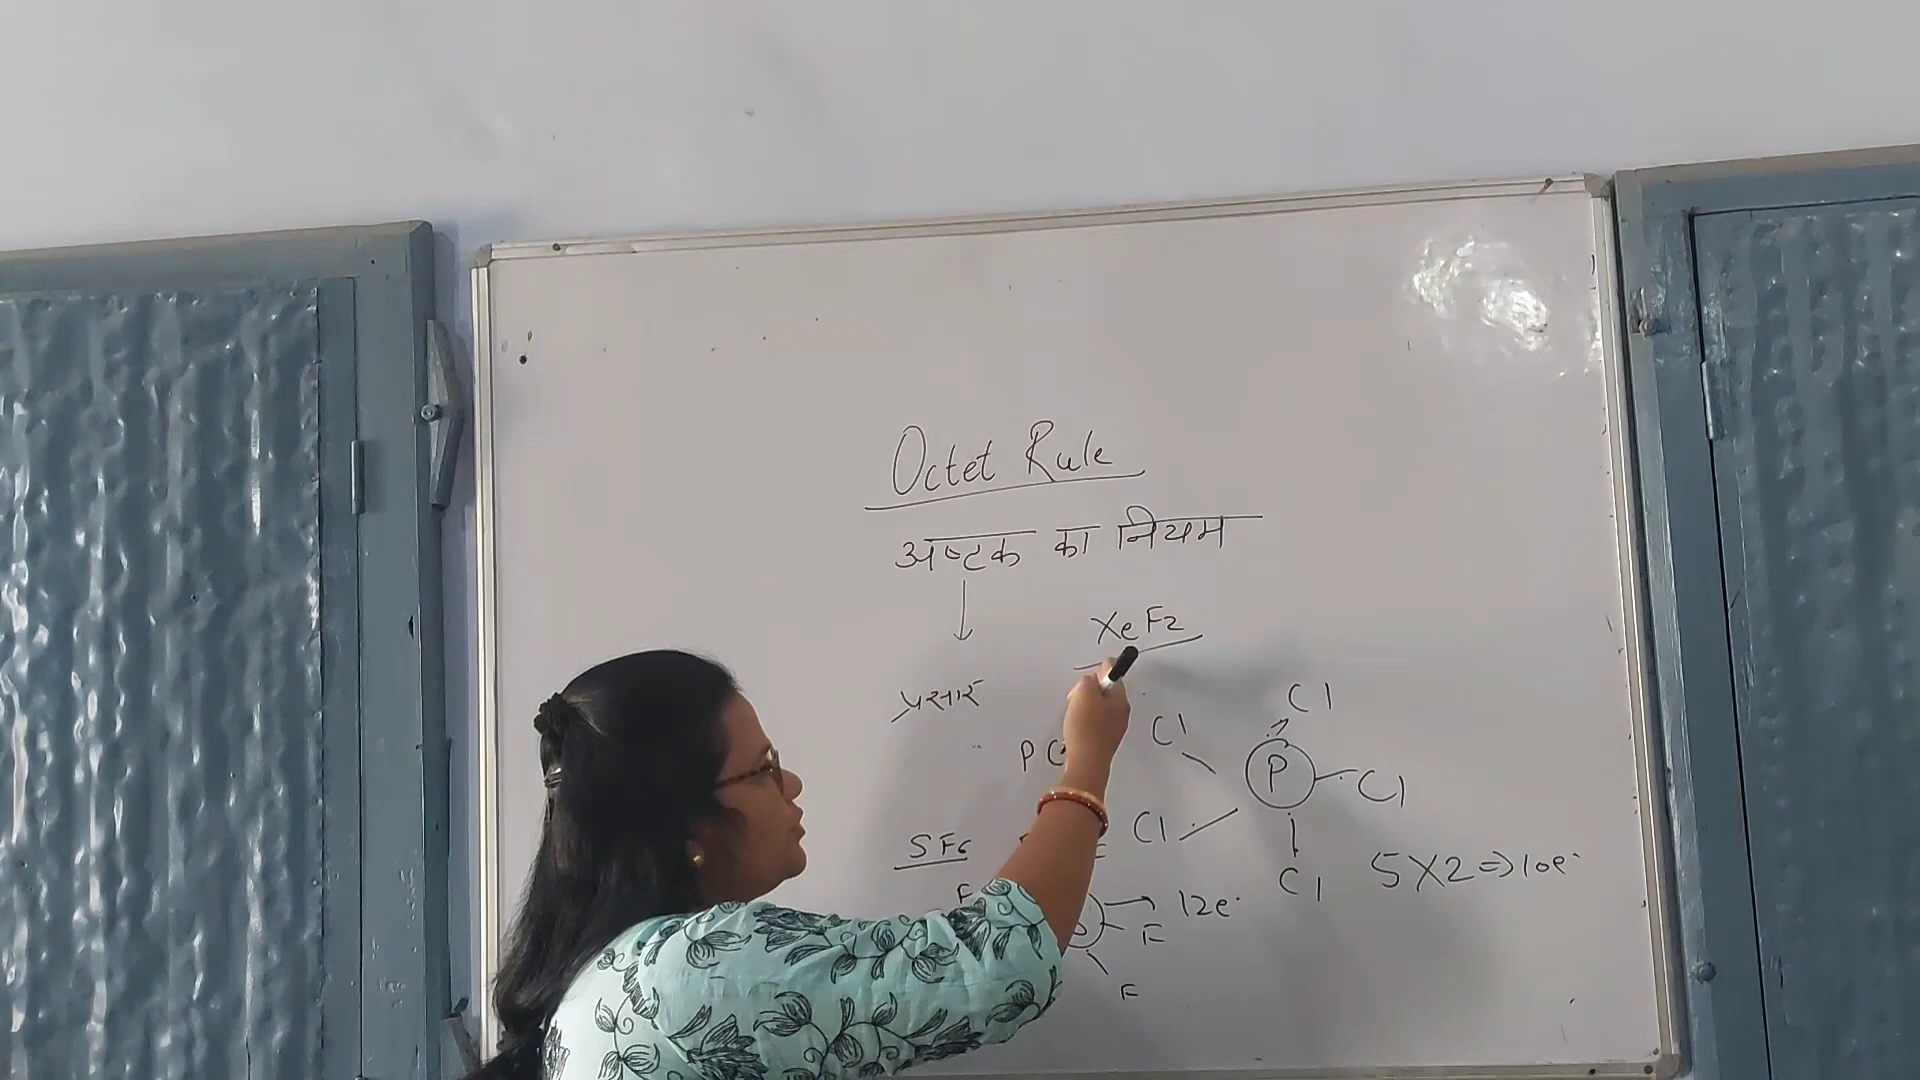 Octet Rule
अष्टक का नियम
↓
XeF2
प्रसार
Cl
Cl
P
Cl
Cl
Cl
SF6
5X2⇒10e-
F
→ 12e-
F
F